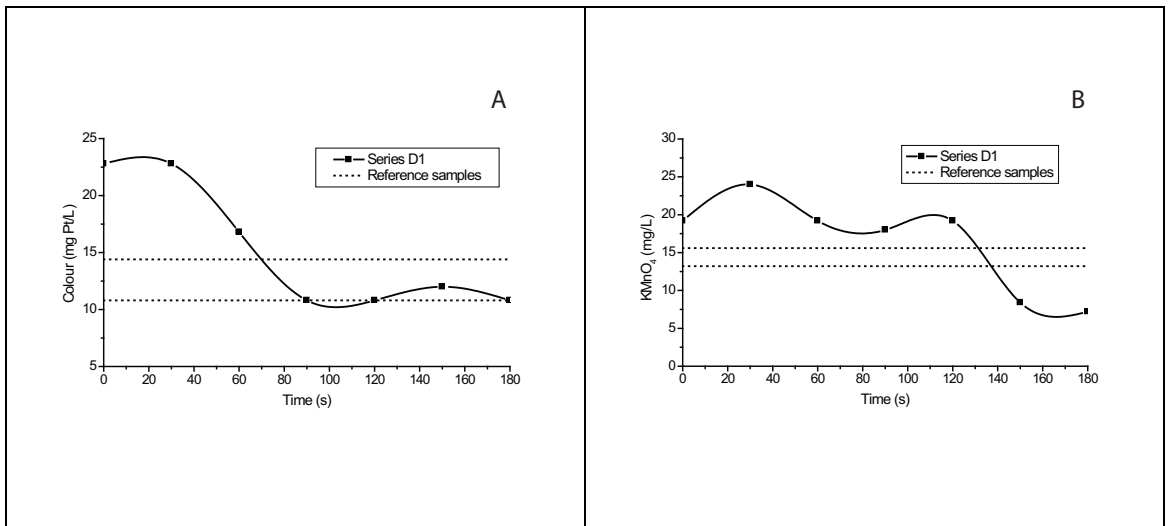 A
Colour (mg Pt/L)
25
20
15
10
5
Series D1
Reference samples
0 20 40 60 80 100 120 140 160 180
Time (s)
B
KMnO₄ (mg/L)
30
25
20
15
10
5
0
Series D1
Reference samples
0 20 40 60 80 100 120 140 160 180
Time (s)